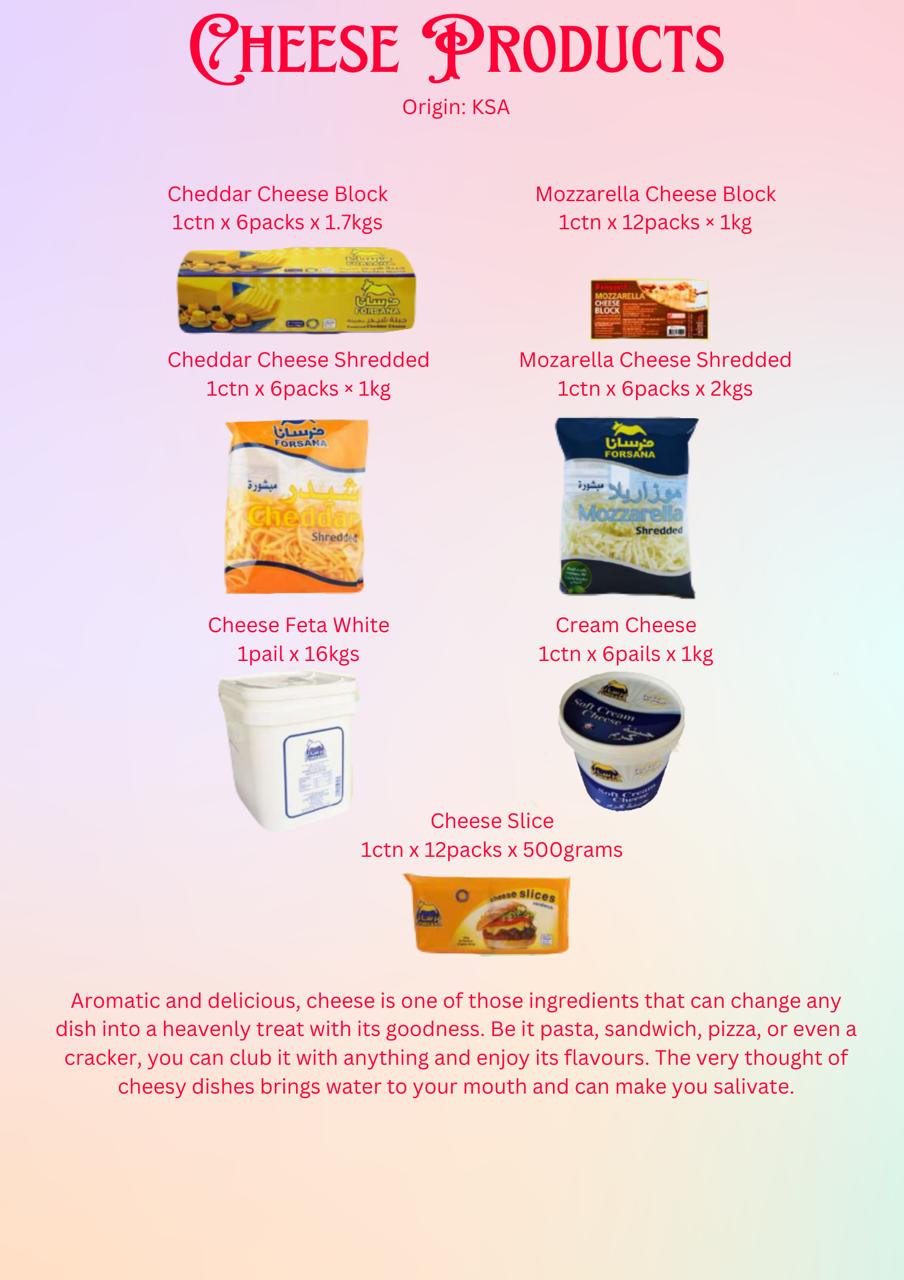 Cheese Products
Origin: KSA
Cheddar Cheese Block
1ctn x 6packs x 1.7kgs
Mozzarella Cheese Block
1ctn x 12packs × 1kg
فرسانا
FORSANA
MOZZARELLA
CHEESE
BLOCK
Cheddar Cheese Shredded
1ctn x 6packs × 1kg
Mozarella Cheese Shredded
1ctn x 6packs x 2kgs
فرسانا
FORSANA
مبشورة
شيدر
Cheddar
Shredded
فرسانا
FORSANA
مبشورة
موزاريلا
Mozzarella
Shredded
Cheese Feta White
1pail x 16kgs
Cream Cheese
1ctn x 6pails x 1kg
Soft Cream
Cheese
Soft Cream
Cheese
Cheese Slice
1ctn x 12packs x 500grams
cheese slices
sandwich
Aromatic and delicious, cheese is one of those ingredients that can change any
dish into a heavenly treat with its goodness. Be it pasta, sandwich, pizza, or even a
cracker, you can club it with anything and enjoy its flavours. The very thought of
cheesy dishes brings water to your mouth and can make you salivate.